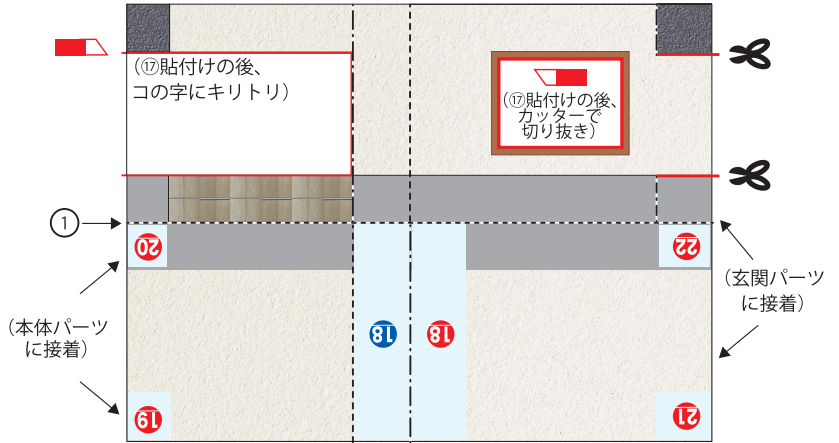 (⑰貼付けの後、
コの字にキリトリ)
(⑰貼付けの後、
カッターで
切り抜き)
1
20
22
(本体パーツ
に接着)
(玄関パーツ
に接着)
18
18
19
21